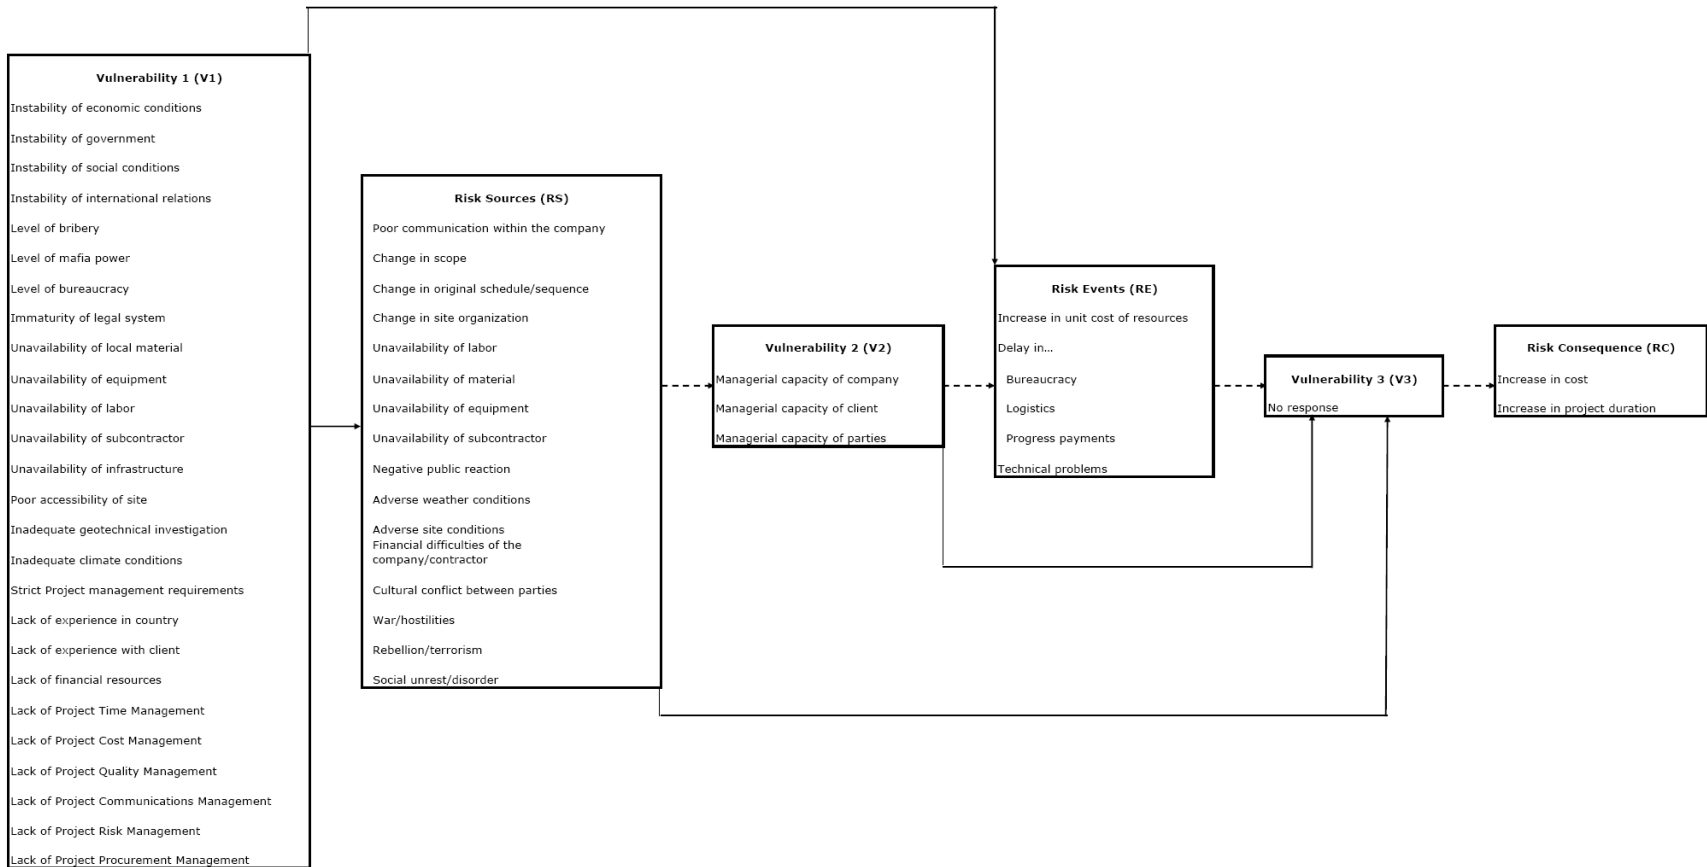 Vulnerability 1 (V1)
Instability of economic conditions
Instability of government
Instability of social conditions
Instability of international relations
Level of bribery
Level of mafia power
Level of bureaucracy
Immaturity of legal system
Unavailability of local material
Unavailability of equipment
Unavailability of labor
Unavailability of subcontractor
Unavailability of infrastructure
Poor accessibility of site
Inadequate geotechnical investigation
Inadequate climate conditions
Strict Project management requirements
Lack of experience in country
Lack of experience with client
Lack of financial resources
Lack of Project Time Management
Lack of Project Cost Management
Lack of Project Quality Management
Lack of Project Communications Management
Lack of Project Risk Management
Lack of Project Procurement Management
Risk Sources (RS)
Poor communication within the company
Change in scope
Change in original schedule/sequence
Change in site organization
Unavailability of labor
Unavailability of material
Unavailability of equipment
Unavailability of subcontractor
Negative public reaction
Adverse weather conditions
Adverse site conditions
Financial difficulties of the
company/contractor
Cultural conflict between parties
War/hostilities
Rebellion/terrorism
Social unrest/disorder
Vulnerability 2 (V2)
Managerial capacity of company
Managerial capacity of client
Managerial capacity of parties
Risk Events (RE)
Increase in unit cost of resources
Delay in...
Bureaucracy
Logistics
Progress payments
Technical problems
Vulnerability 3 (V3)
No response
Risk Consequence (RC)
Increase in cost
Increase in project duration